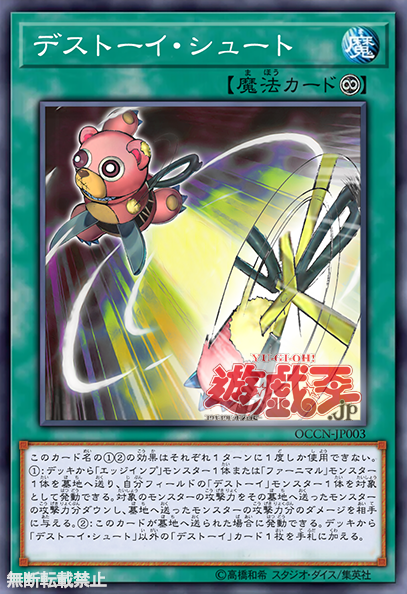 デストーイ・シュート
魔
【魔法カード】
YU-GI-OH!
遊戯王
.JP
OCCN-JP003
このカード名の①②の効果はそれぞれ1ターンに1度しか使用できない。
①:デッキから「エッジインプ」モンスター1体または「ファーニマル」モンスター
1体を墓地へ送り、自分フィールドの「デストーイ」モンスター1体を対象
として発動できる。対象のモンスターの攻撃力をその墓地へ送ったモンスター
の攻撃力分ダウンし、墓地へ送ったモンスターの攻撃力分のダメージを相手
に与える。②:このカードが墓地へ送られた場合に発動できる。デッキから
「デストーイ・シュート」以外の「デストーイ」カード1枚を手札に加える。
無断転載禁止
©高橋和希 スタジオ・ダイス/集英社